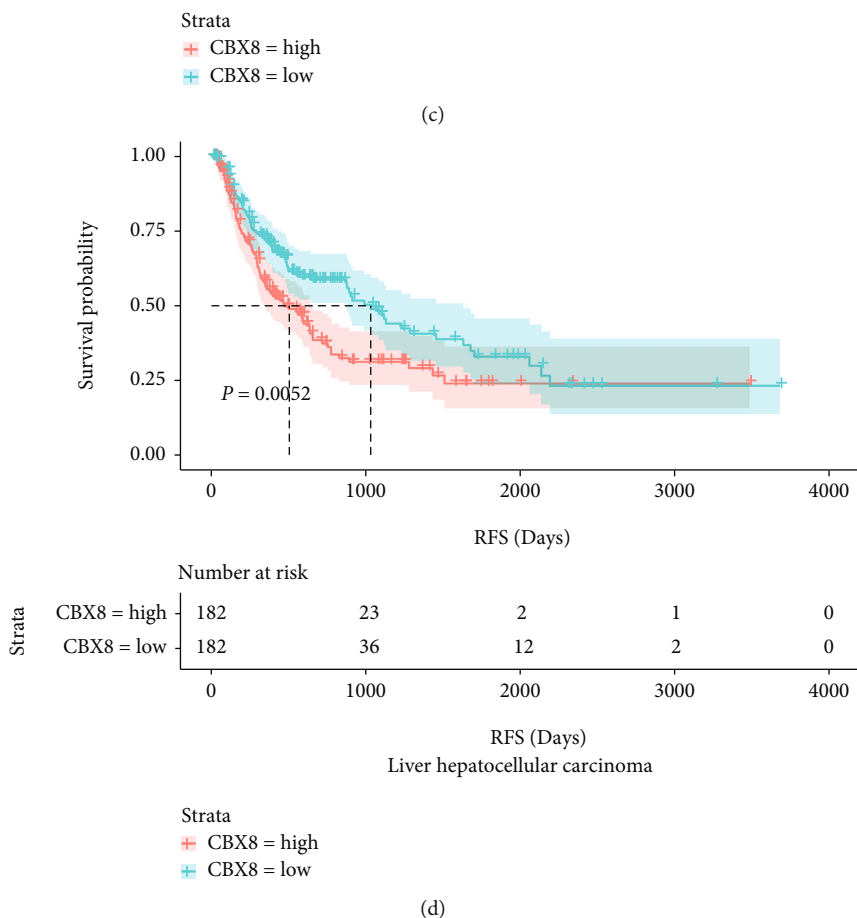 Strata
CBX8 = high
CBX8 = low
(c)
1.00
0.75
0.50
0.25
0.00
Survival probability
P = 0.0052
0 1000 2000 3000 4000
RFS (Days)
Number at risk
Strata
CBX8 = high 182 23 2 1 0
CBX8 = low 182 36 12 2 0
0 1000 2000 3000 4000
RFS (Days)
Liver hepatocellular carcinoma
Strata
CBX8 = high
CBX8 = low
(d)